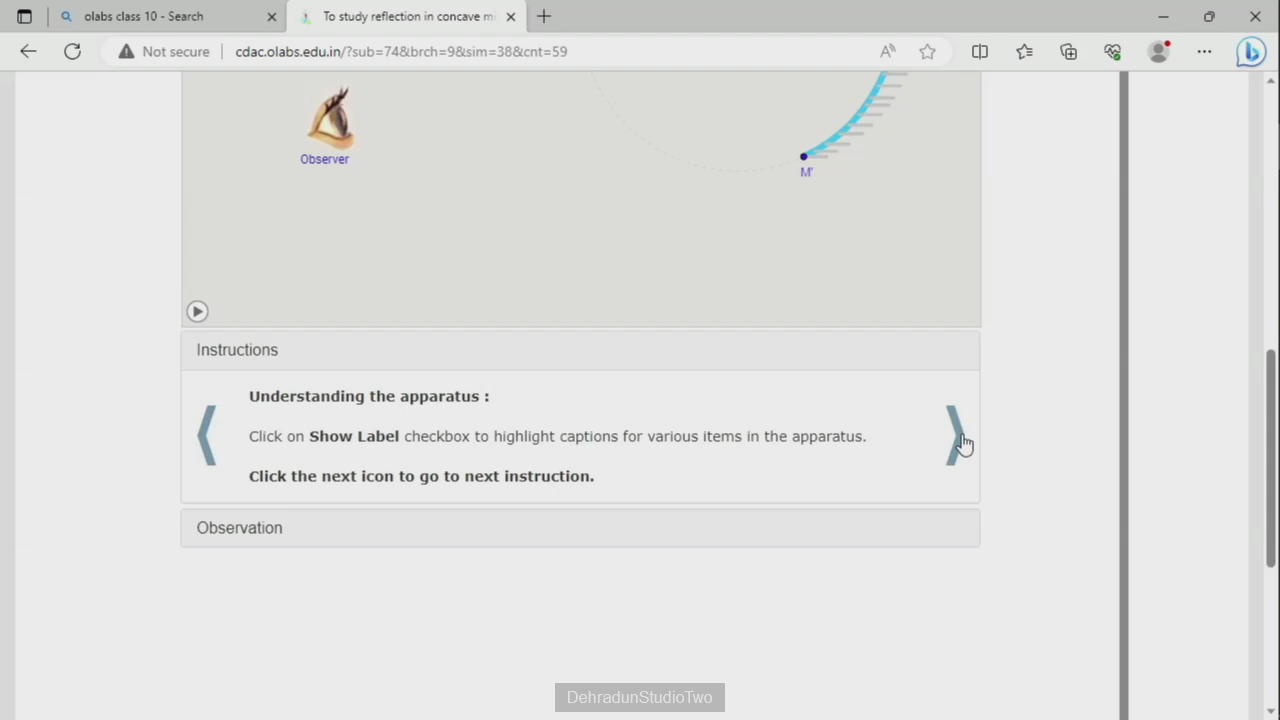 olabs class 10 - Search
To study reflection in concave mi
Not secure
cdac.olabs.edu.in/?sub=74&brch=9&sim=38&cnt=59
Observer
M'
Instructions
Understanding the apparatus :
Click on Show Label checkbox to highlight captions for various items in the apparatus.
Click the next icon to go to next instruction.
Observation
DehradunStudioTwo